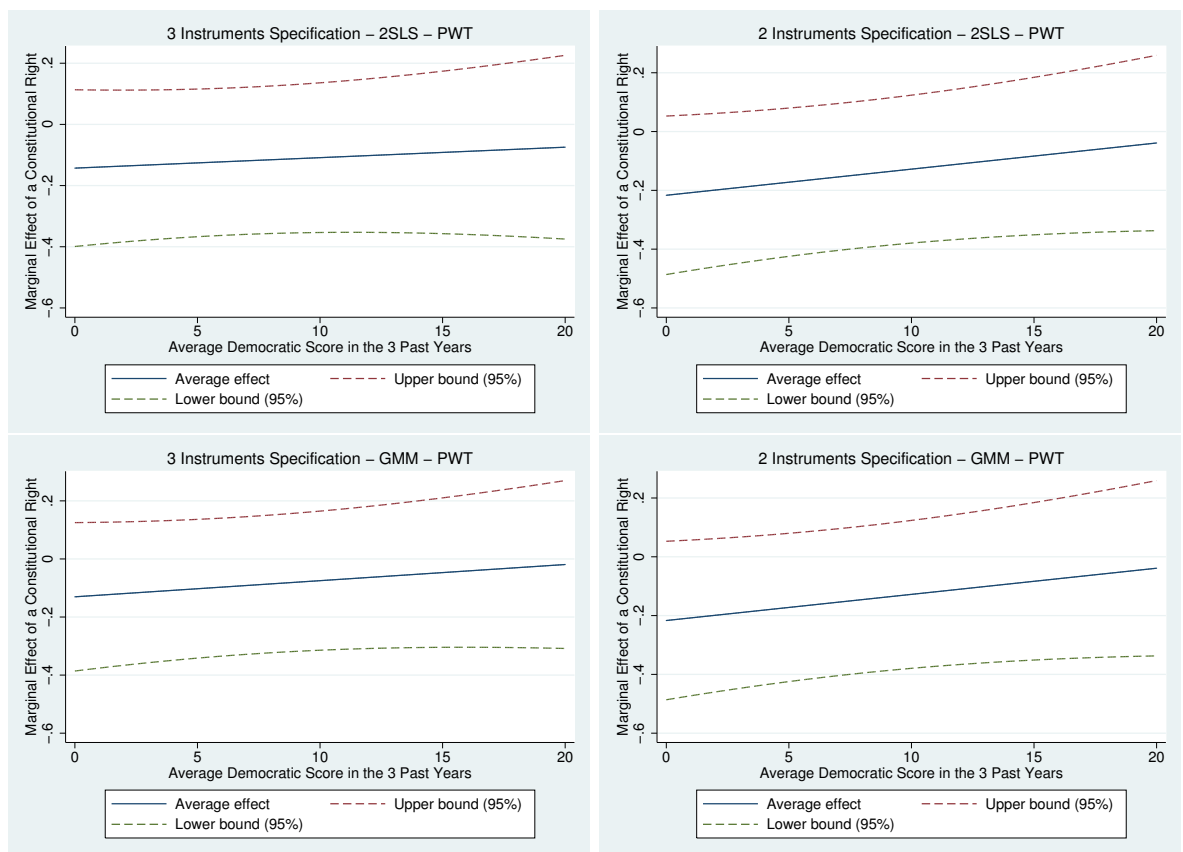 3 Instruments Specification – 2SLS – PWT
Marginal Effect of a Constitutional Right
.2
0
–.2
–.4
–.6
0 5 10 15 20
Average Democratic Score in the 3 Past Years
Average effect Upper bound (95%)
Lower bound (95%)
2 Instruments Specification – 2SLS – PWT
Marginal Effect of a Constitutional Right
.2
0
–.2
–.4
–.6
0 5 10 15 20
Average Democratic Score in the 3 Past Years
Average effect Upper bound (95%)
Lower bound (95%)
3 Instruments Specification – GMM – PWT
Marginal Effect of a Constitutional Right
.2
0
–.2
–.4
–.6
0 5 10 15 20
Average Democratic Score in the 3 Past Years
Average effect Upper bound (95%)
Lower bound (95%)
2 Instruments Specification – GMM – PWT
Marginal Effect of a Constitutional Right
.2
0
–.2
–.4
–.6
0 5 10 15 20
Average Democratic Score in the 3 Past Years
Average effect Upper bound (95%)
Lower bound (95%)